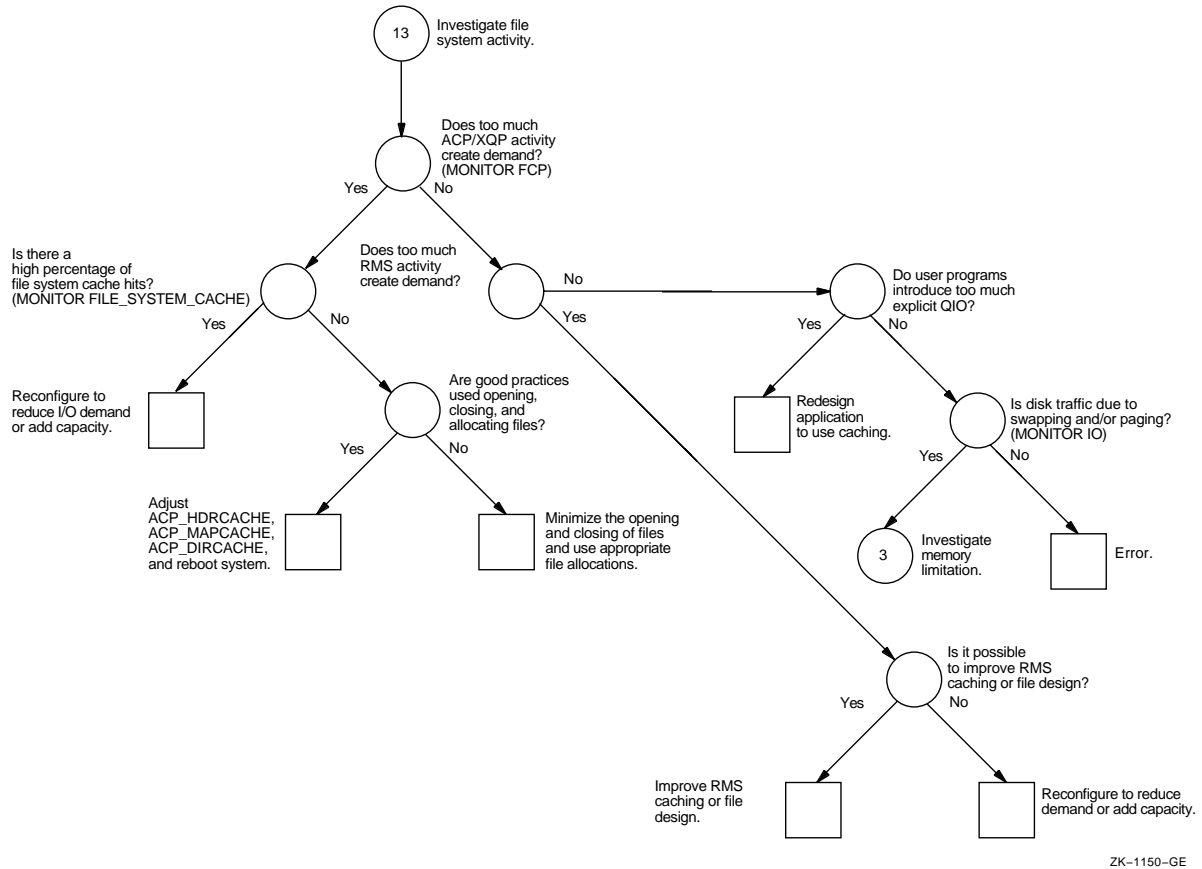 13
Investigate file
system activity.
Does too much
ACP/XQP activity
create demand?
(MONITOR FCP)
Yes
No
Is there a
high percentage of
file system cache hits?
(MONITOR FILE_SYSTEM_CACHE)
Does too much
RMS activity
create demand?
No
Yes
Do user programs
introduce too much
explicit QIO?
Yes
No
Yes
No
Reconfigure to
reduce I/O demand
or add capacity.
Are good practices
used opening,
closing, and
allocating files?
Redesign
application
to use caching.
Is disk traffic due to
swapping and/or paging?
(MONITOR IO)
Yes
No
Yes
No
Adjust
ACP_HDRCACHE,
ACP_MAPCACHE,
ACP_DIRCACHE,
and reboot system.
Minimize the opening
and closing of files
and use appropriate
file allocations.
3
Investigate
memory
limitation.
Error.
Is it possible
to improve RMS
caching or file design?
Yes
No
Improve RMS
caching or file
design.
Reconfigure to reduce
demand or add capacity.
ZK–1150–GE